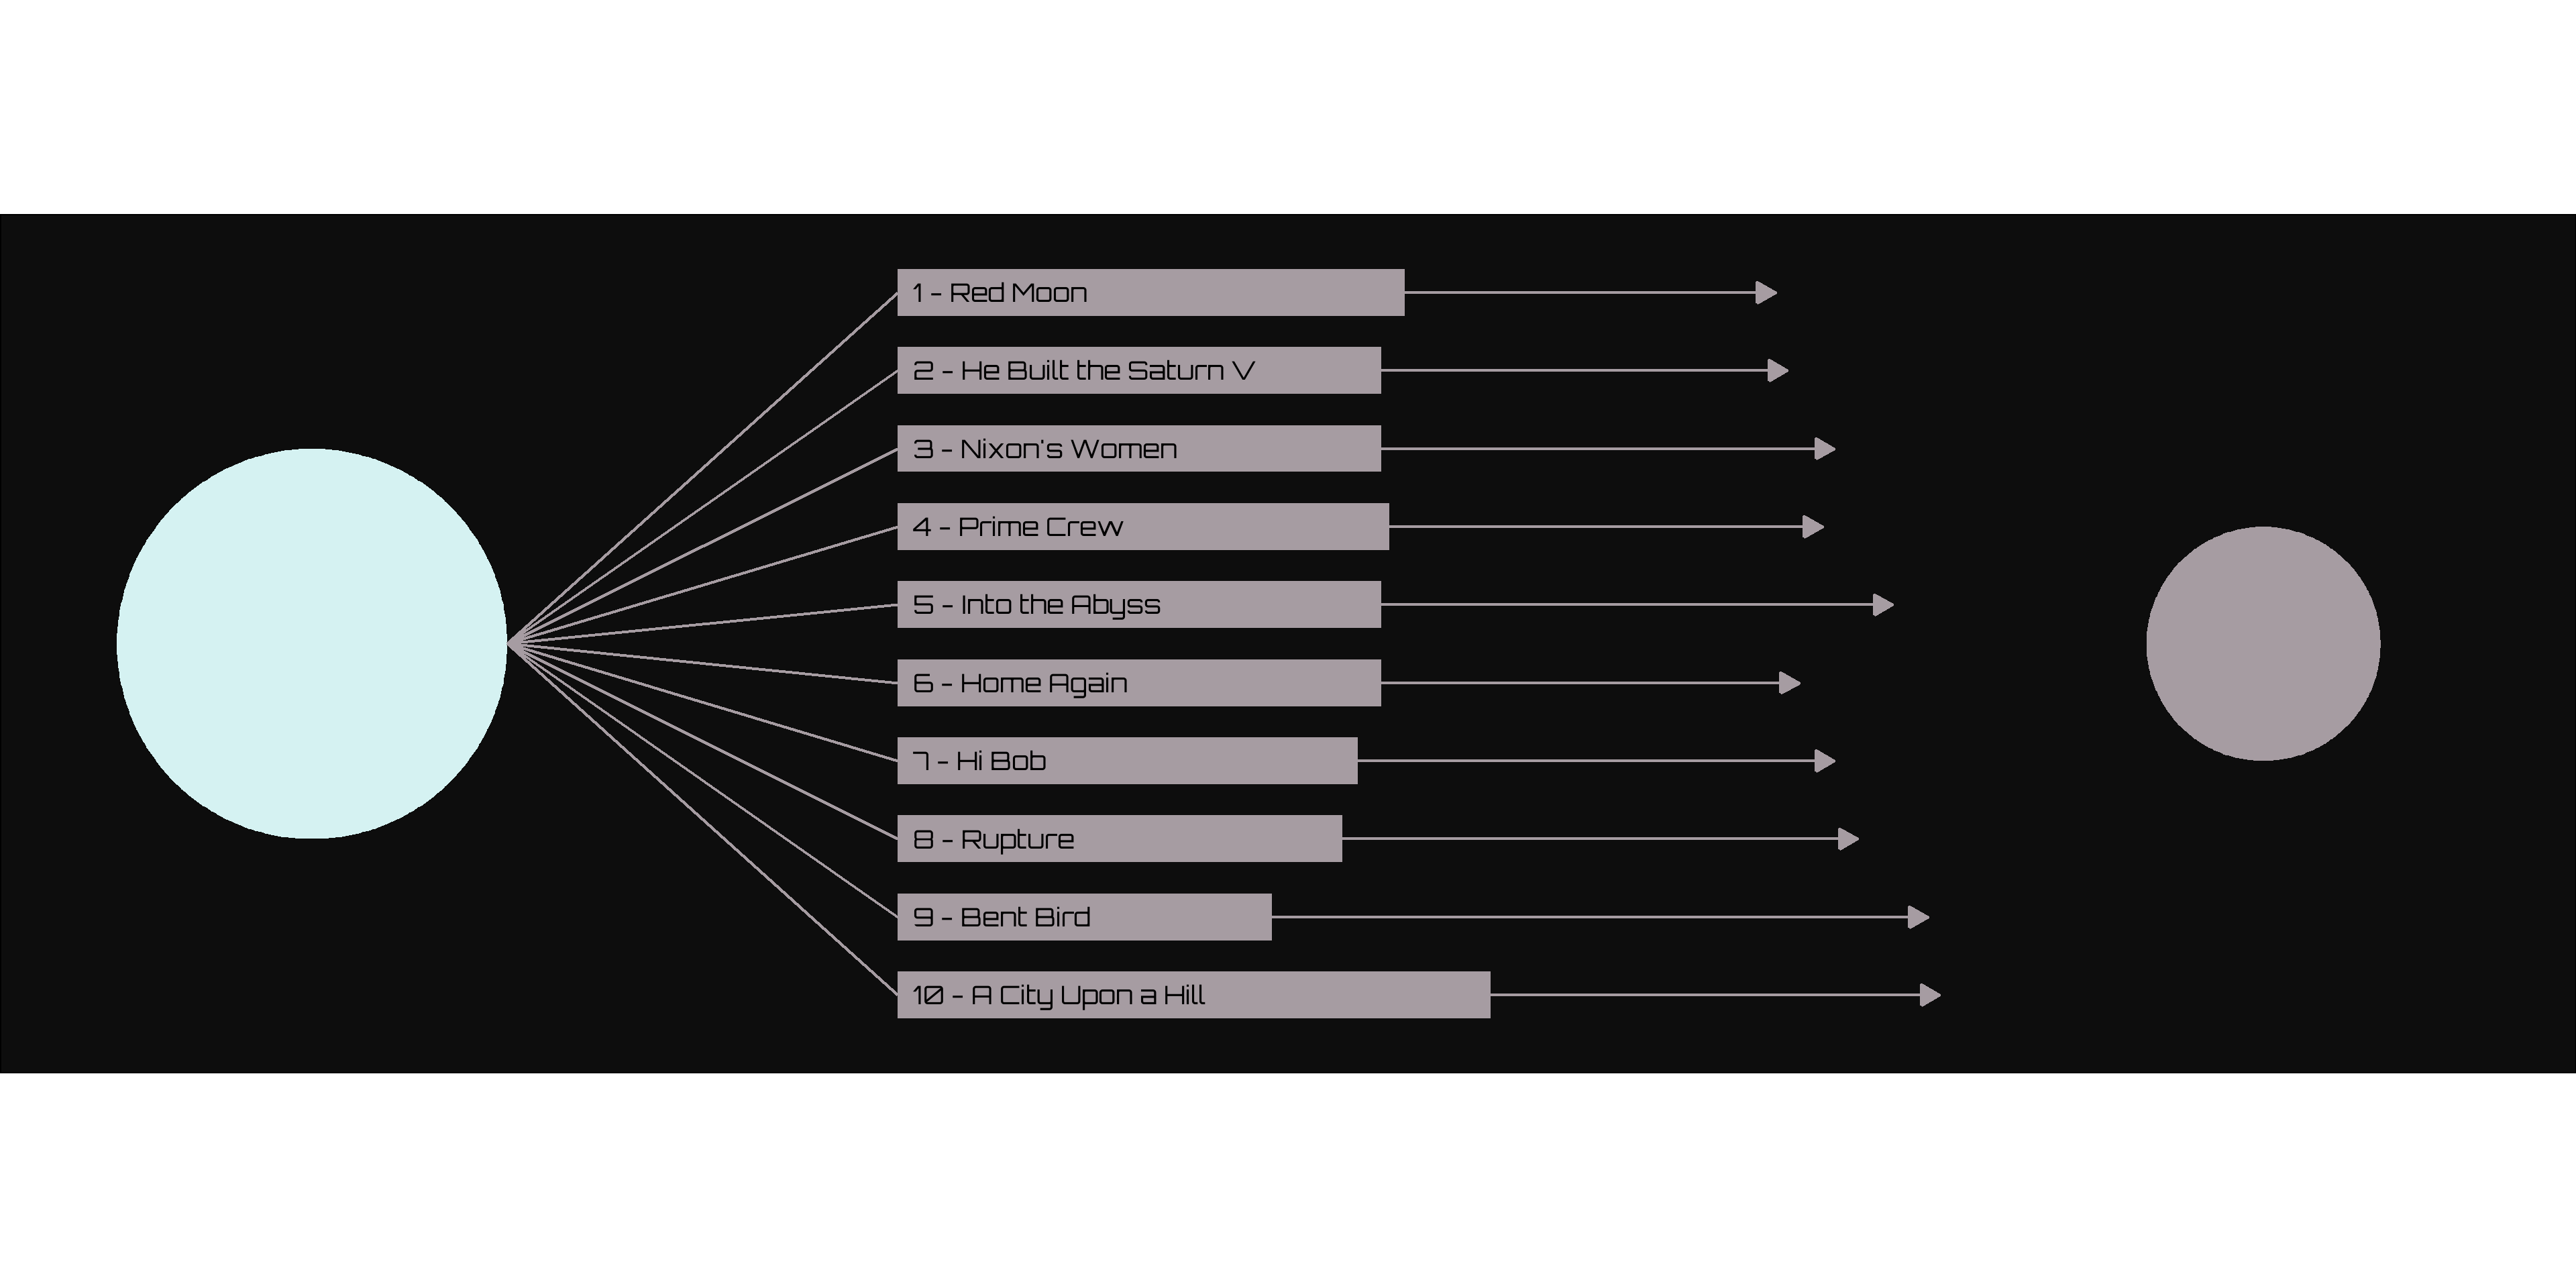 1 - Red Moon
2 - He Built the Saturn V
3 - Nixon's Women
4 - Prime Crew
5 - Into the Abyss
6 - Home Again
7 - Hi Bob
8 - Rupture
9 - Bent Bird
10 - A City Upon a Hill